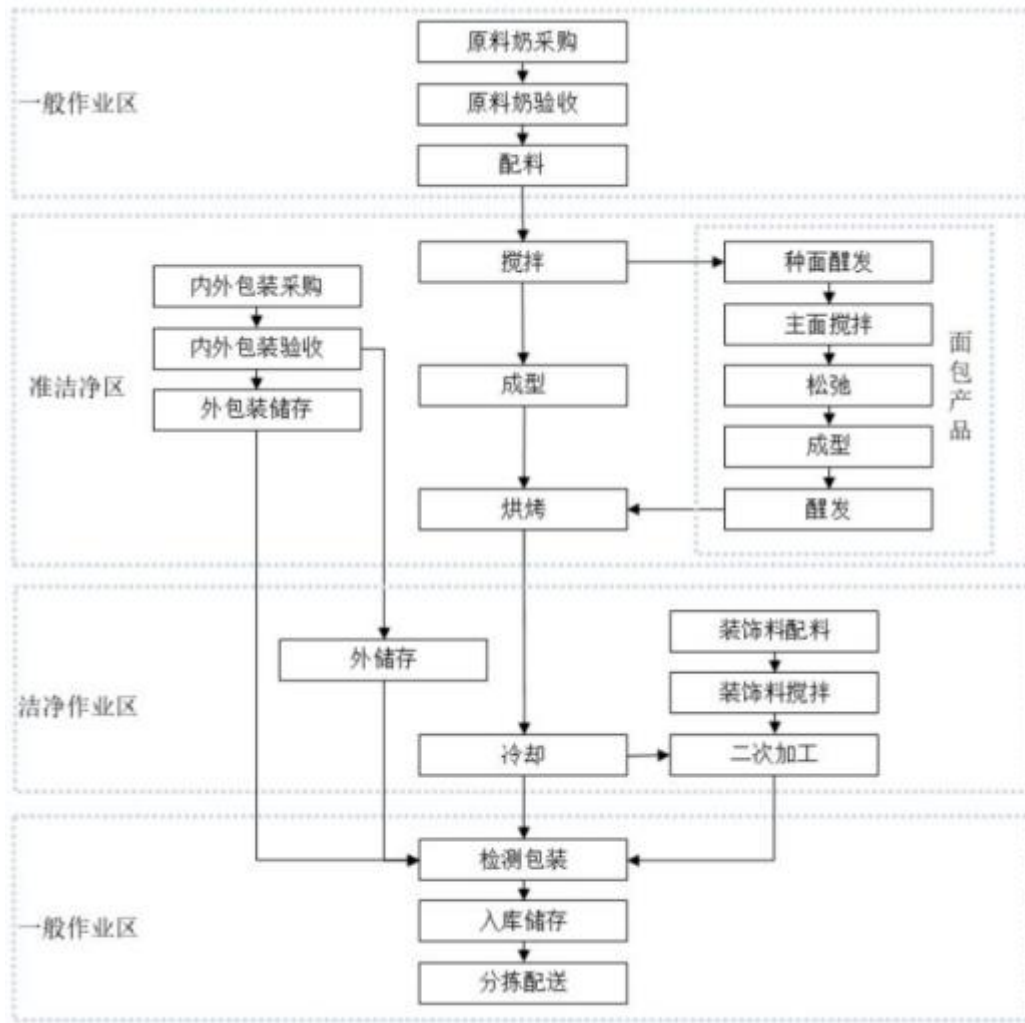 一般作业区
原料奶采购
原料奶验收
配料
准洁净区
内外包装采购
内外包装验收
外包装储存
搅拌
成型
烘烤
种面醒发
主面搅拌
松弛
成型
醒发
面包产品
洁净作业区
外储存
冷却
装饰料配料
装饰料搅拌
二次加工
一般作业区
检测包装
入库储存
分拣配送